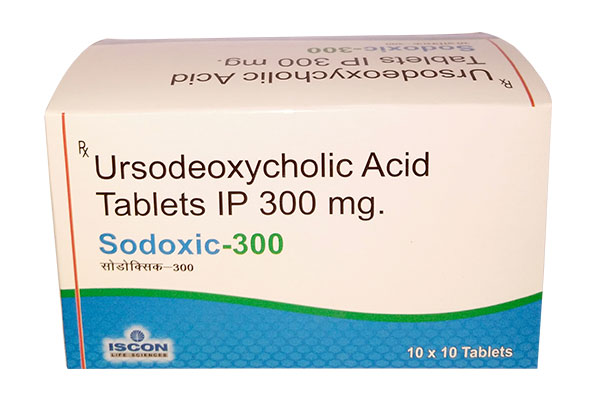 Ursodeoxycholic Acid
Tablets IP 300 mg.
Sodoxic-300
Rx
Ursodeoxycholic Acid
Tablets IP 300 mg.
Sodoxic-300
सोडोक्सिक-300
ISCON
LIFE SCIENCES
10 x 10 Tablets